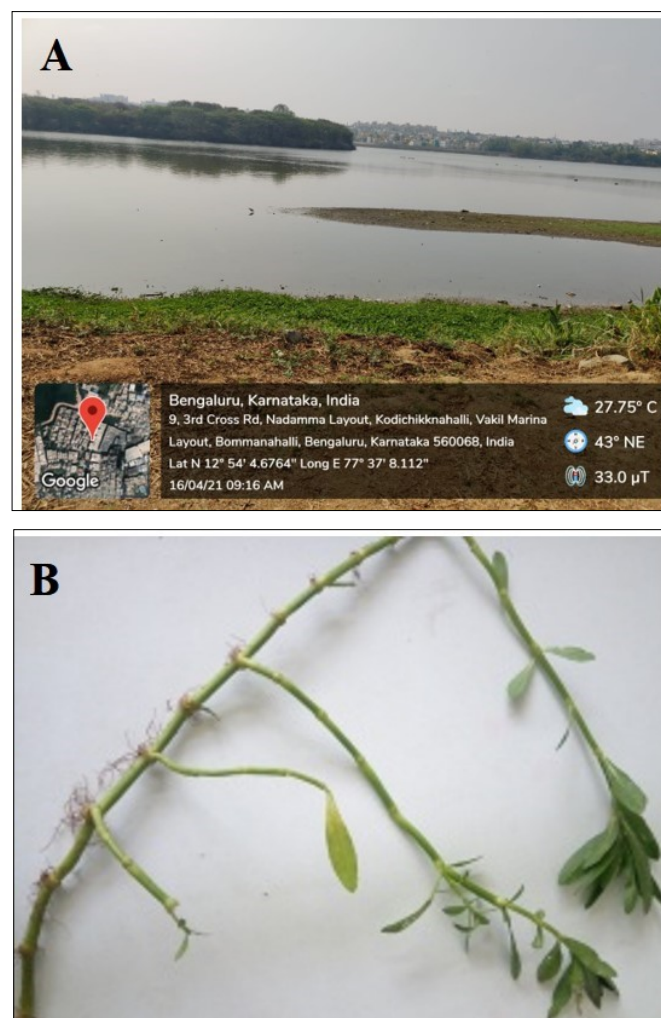 A
Bengaluru, Karnataka, India
9, 3rd Cross Rd, Nadamma Layout, Kodichikknahalli, Vakil Marina
Layout, Bommanahalli, Bengaluru, Karnataka 560068, India
Lat N 12° 54' 4.6764" Long E 77° 37' 8.112"
16/04/21 09:16 AM
Google
27.75° C
43° NE
33.0 µT
B